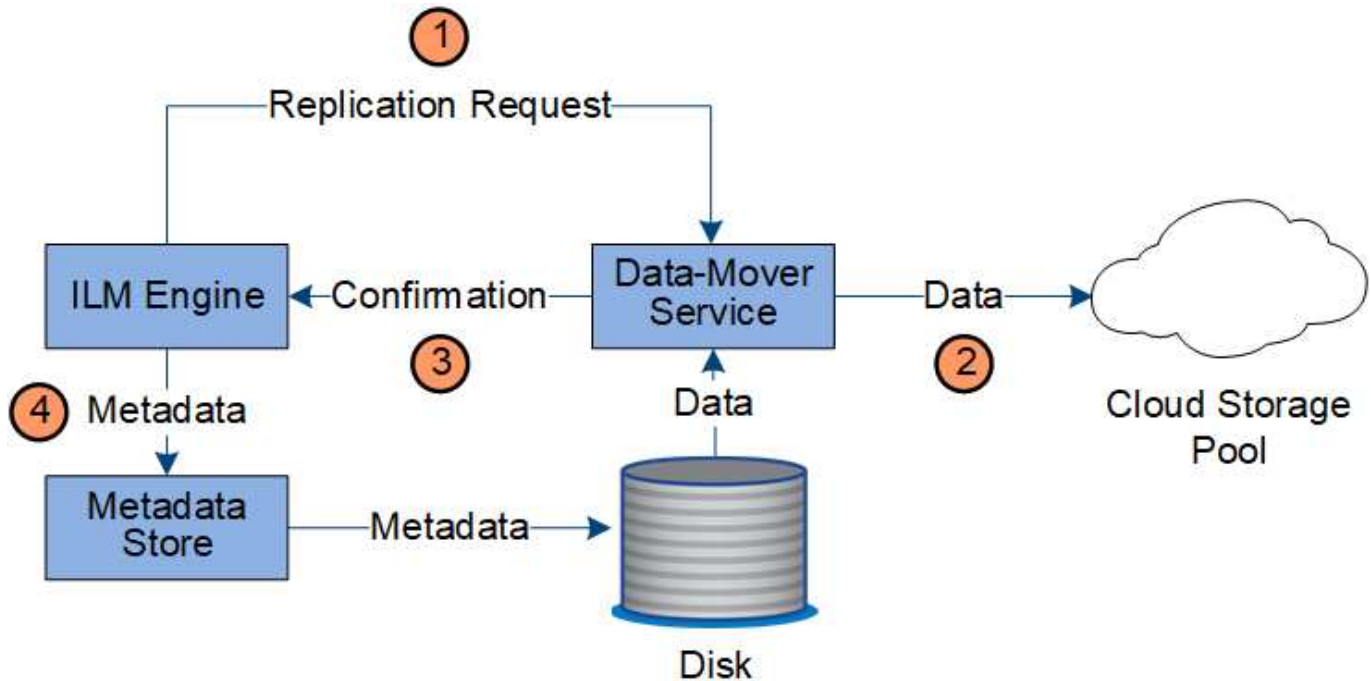 1
Replication Request
ILM Engine
Confirmation
3
Data-Mover
Service
Data
2
Cloud Storage
Pool
4
Metadata
Data
Metadata
Store
Metadata
Disk